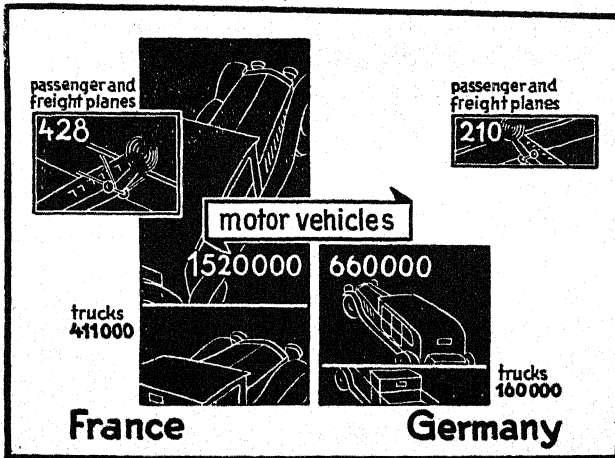 passenger and
freight planes
428
passenger and
freight planes
210
motor vehicles
1520000
660000
trucks
411000
trucks
160000
France
Germany